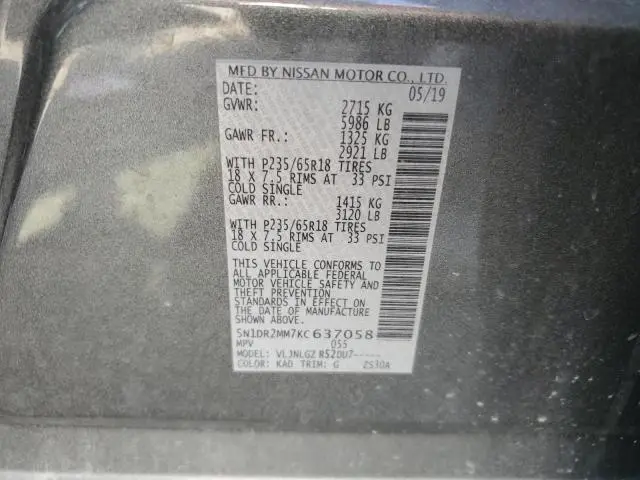 MFD BY NISSAN MOTOR CO., LTD.
DATE: 05/19
GVWR: 2715 KG
5986 LB
GAWR FR.: 1325 KG
2921 LB
WITH P235/65R18 TIRES
18 X 7.5 RIMS AT 33 PSI
COLD SINGLE
GAWR RR.: 1415 KG
3120 LB
WITH P235/65R18 TIRES
18 X 7.5 RIMS AT 33 PSI
COLD SINGLE
THIS VEHICLE CONFORMS TO
ALL APPLICABLE FEDERAL
MOTOR VEHICLE SAFETY AND
THEFT PREVENTION
STANDARDS IN EFFECT ON
THE DATE OF MANUFACTURE
SHOWN ABOVE.
5N1DR2MM7KC637058
MPV 055
MODEL: VLJNLGZ R52DU7-----
COLOR: KAD TRIM: G ZS30A